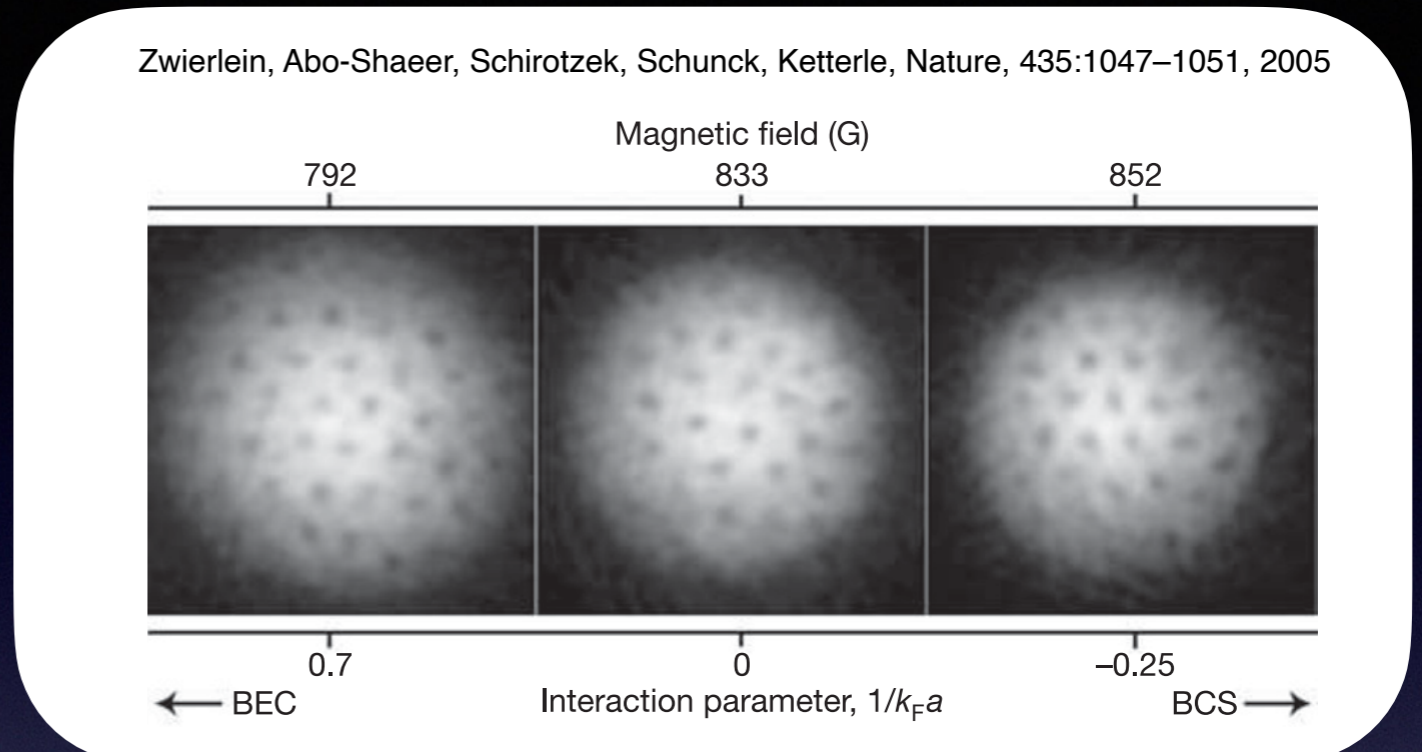 Zwierlein, Abo-Shaeer, Schirotzek, Schunck, Ketterle, Nature, 435:1047–1051, 2005
Magnetic field (G)
792 833 852
0.7 0 –0.25
BEC Interaction parameter, 1/kFa BCS